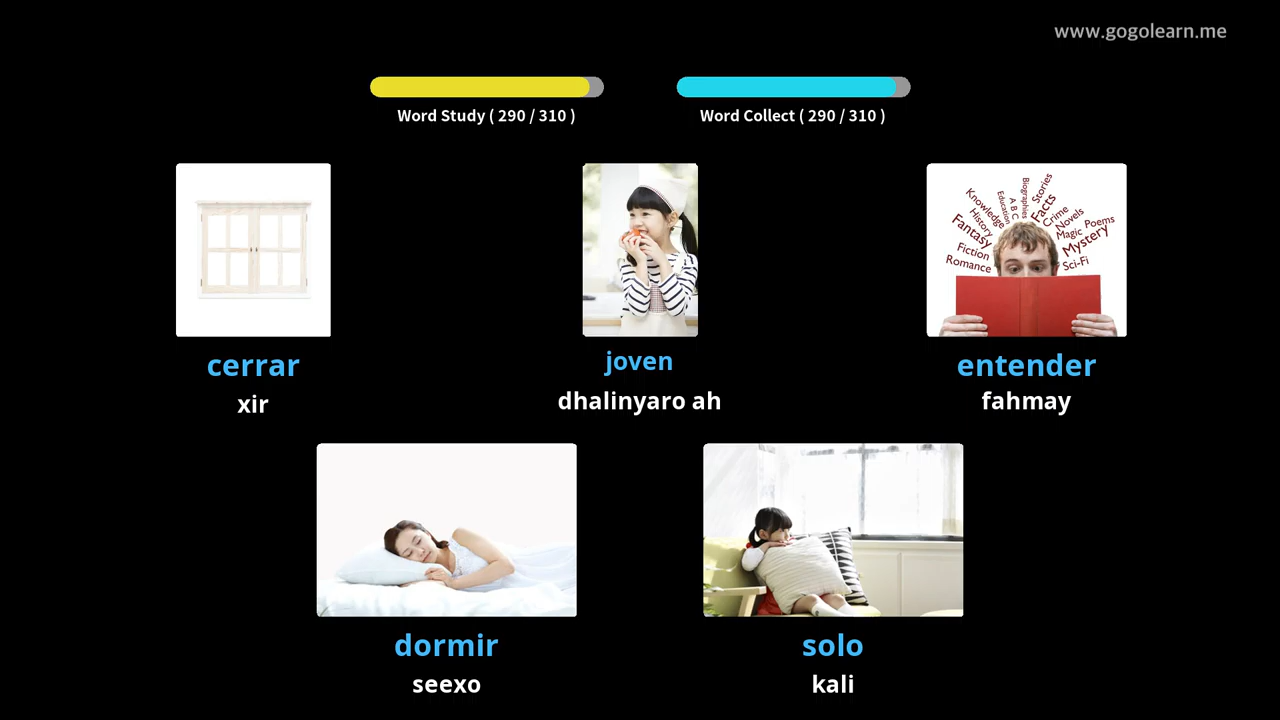 www.gogolearn.me
Word Study ( 290 / 310 )
Word Collect ( 290 / 310 )
Knowledge
History
Fantasy
Fiction
Romance
Education
A B C
Biographies
Stories
Facts
Crime
Novels
Magic
Poems
Mystery
Sci-Fi
cerrar
xir
joven
dhalinyaro ah
entender
fahmay
dormir
seexo
solo
kali